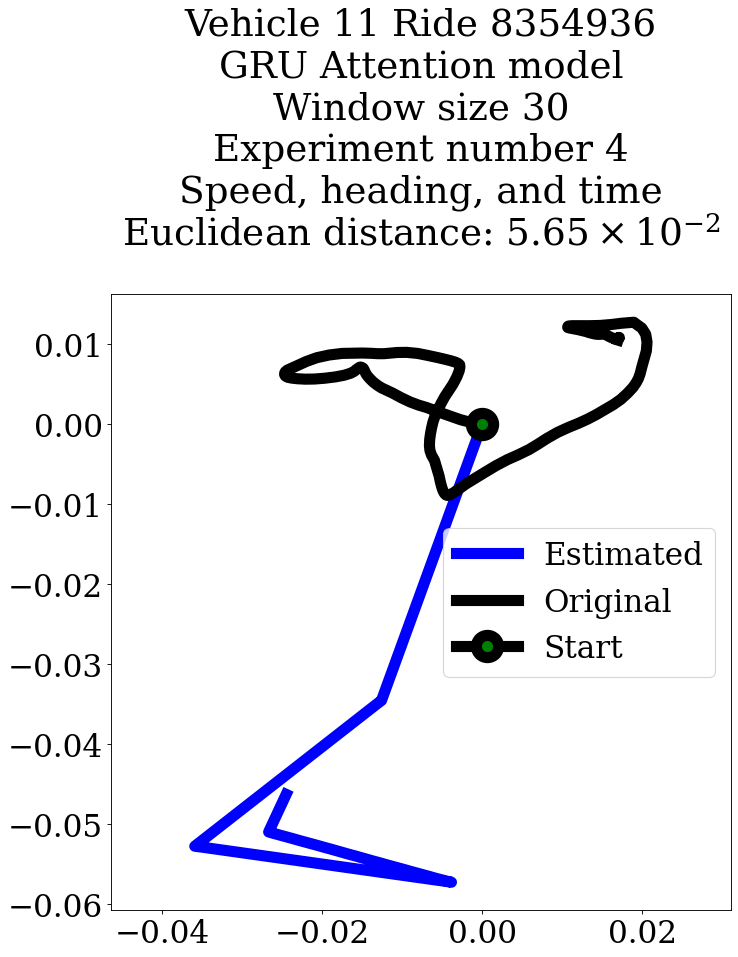 Vehicle 11 Ride 8354936
GRU Attention model
Window size 30
Experiment number 4
Speed, heading, and time
Euclidean distance: 5.65 × 10⁻²
0.01
0.00
−0.01
−0.02
−0.03
−0.04
−0.05
−0.06
Estimated
Original
Start
−0.04 −0.02 0.00 0.02